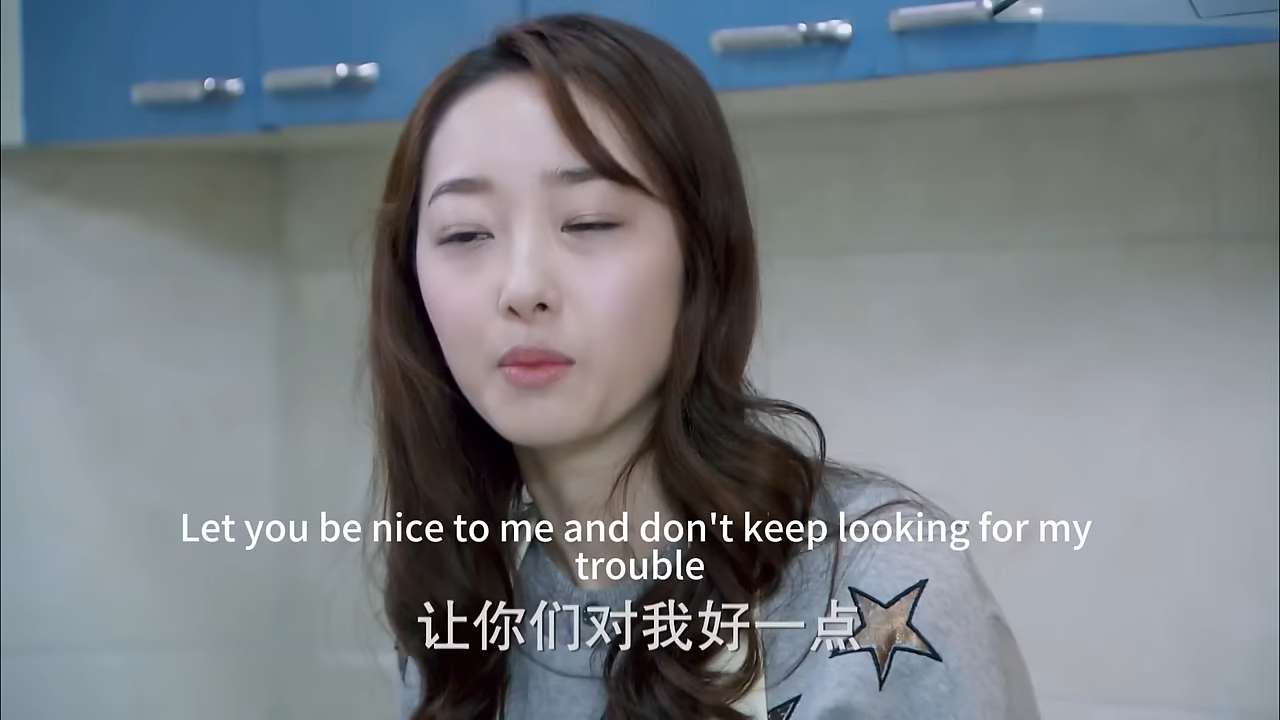 Let you be nice to me and don't keep looking for my
trouble
让你们对我好一点